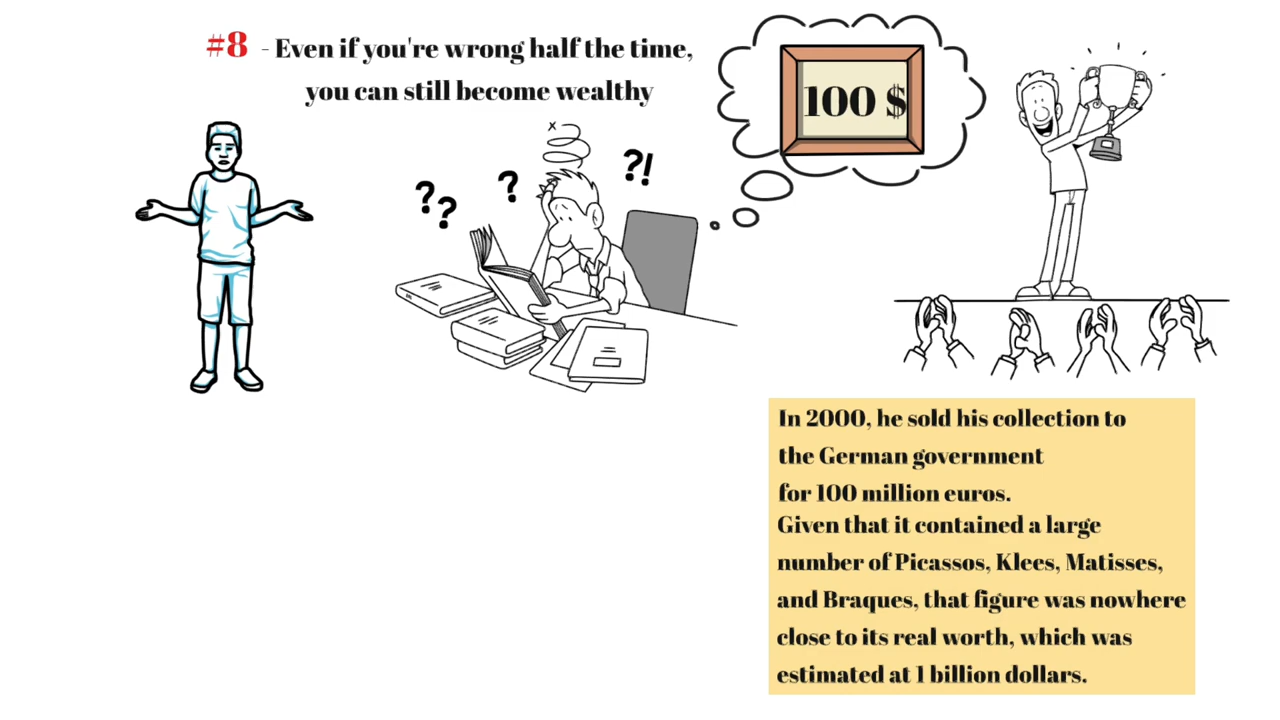 #8 - Even if you're wrong half the time,
you can still become wealthy
??
?
?!
100 $
In 2000, he sold his collection to
the German government
for 100 million euros.
Given that it contained a large
number of Picassos, Klees, Matisses,
and Braques, that figure was nowhere
close to its real worth, which was
estimated at 1 billion dollars.